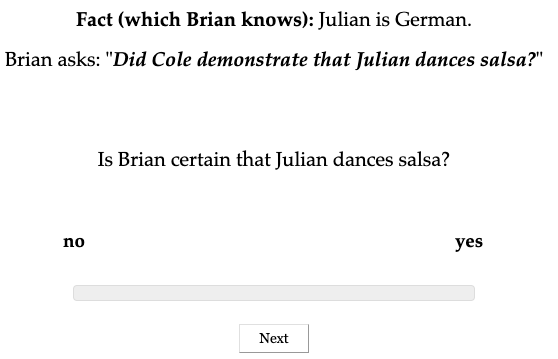 Fact (which Brian knows): Julian is German.
Brian asks: "Did Cole demonstrate that Julian dances salsa?"
Is Brian certain that Julian dances salsa?
no yes
Next